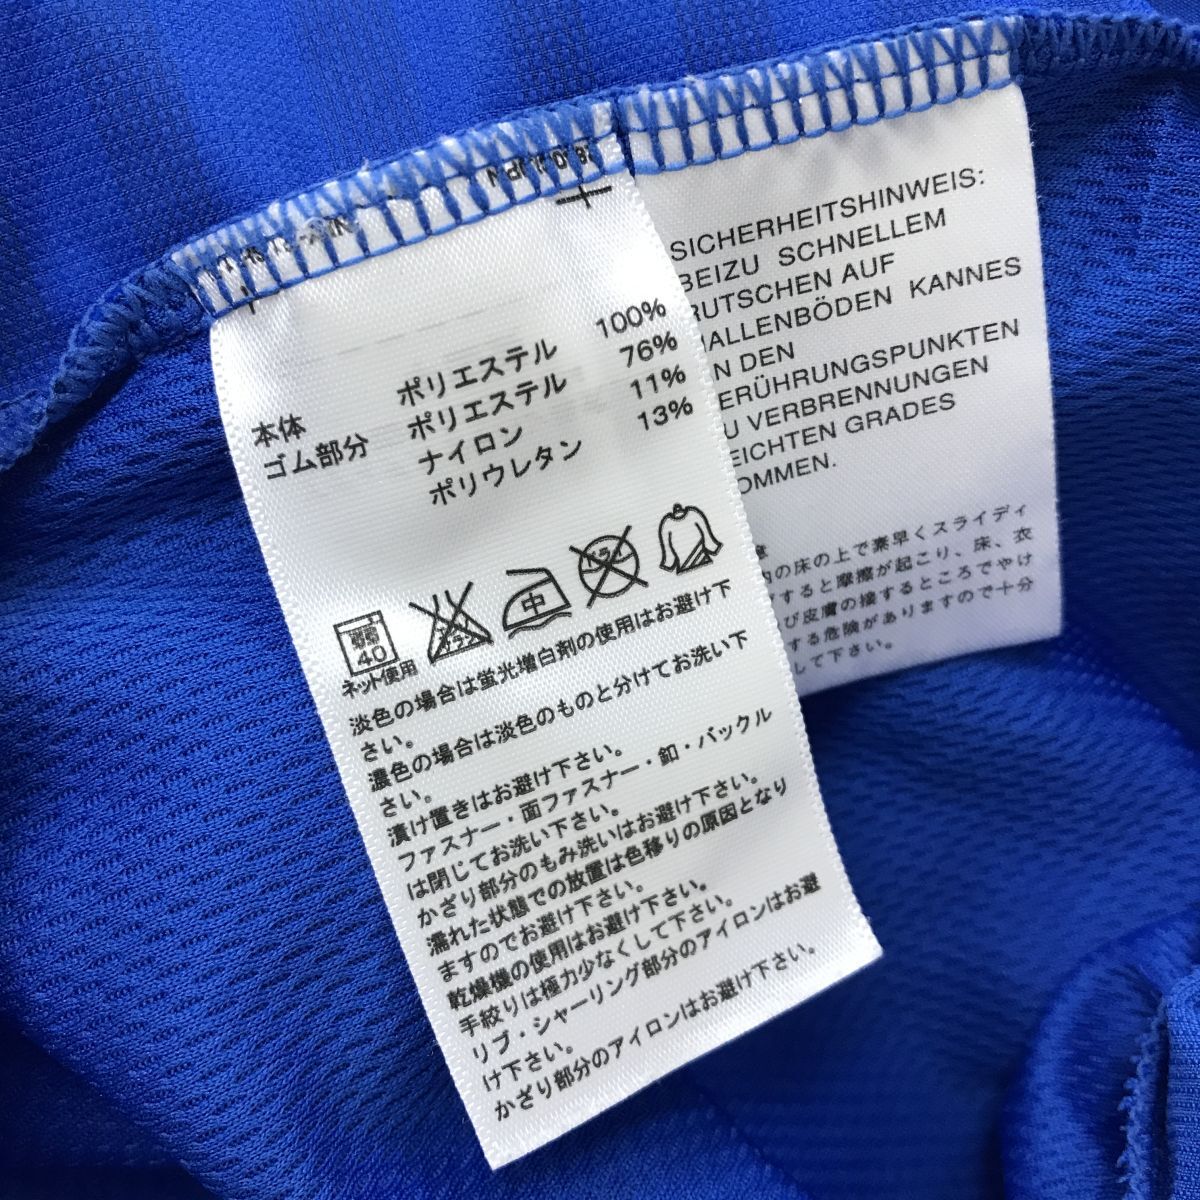 本体 ポリエステル 100%
ゴム部分 ポリエステル 76%
ナイロン 11%
ポリウレタン 13%
40 中
ネット使用
淡色の場合は蛍光増白剤の使用はお避け下
さい。
濃色の場合は淡色のものと分けてお洗い下
さい。
漬け置きはお避け下さい。
ファスナー・面ファスナー・釦・バックル
は閉じてお洗い下さい。
かざり部分のもみ洗いはお避け下さい。
濡れた状態での放置は色移りの原因となり
ますのでお避け下さい。
乾燥機の使用はお避け下さい。
手絞りは極力少なくして下さい。
リブ・シャーリング部分のアイロンはお避
け下さい。
かざり部分のアイロンはお避け下さい。
SICHERHEITSHINWEIS:
BEIZU SCHNELLEM
RUTSCHEN AUF
HALLENBÖDEN KANNES
N DEN
ERÜHRUNGSPUNKTEN
U VERBRENNUNGEN
EICHTEN GRADES
OMMEN.
内の床の上で素早くスライディ
すると摩擦が起こり、床、衣
び皮膚の接するところでやけ
する危険がありますので十分
して下さい。